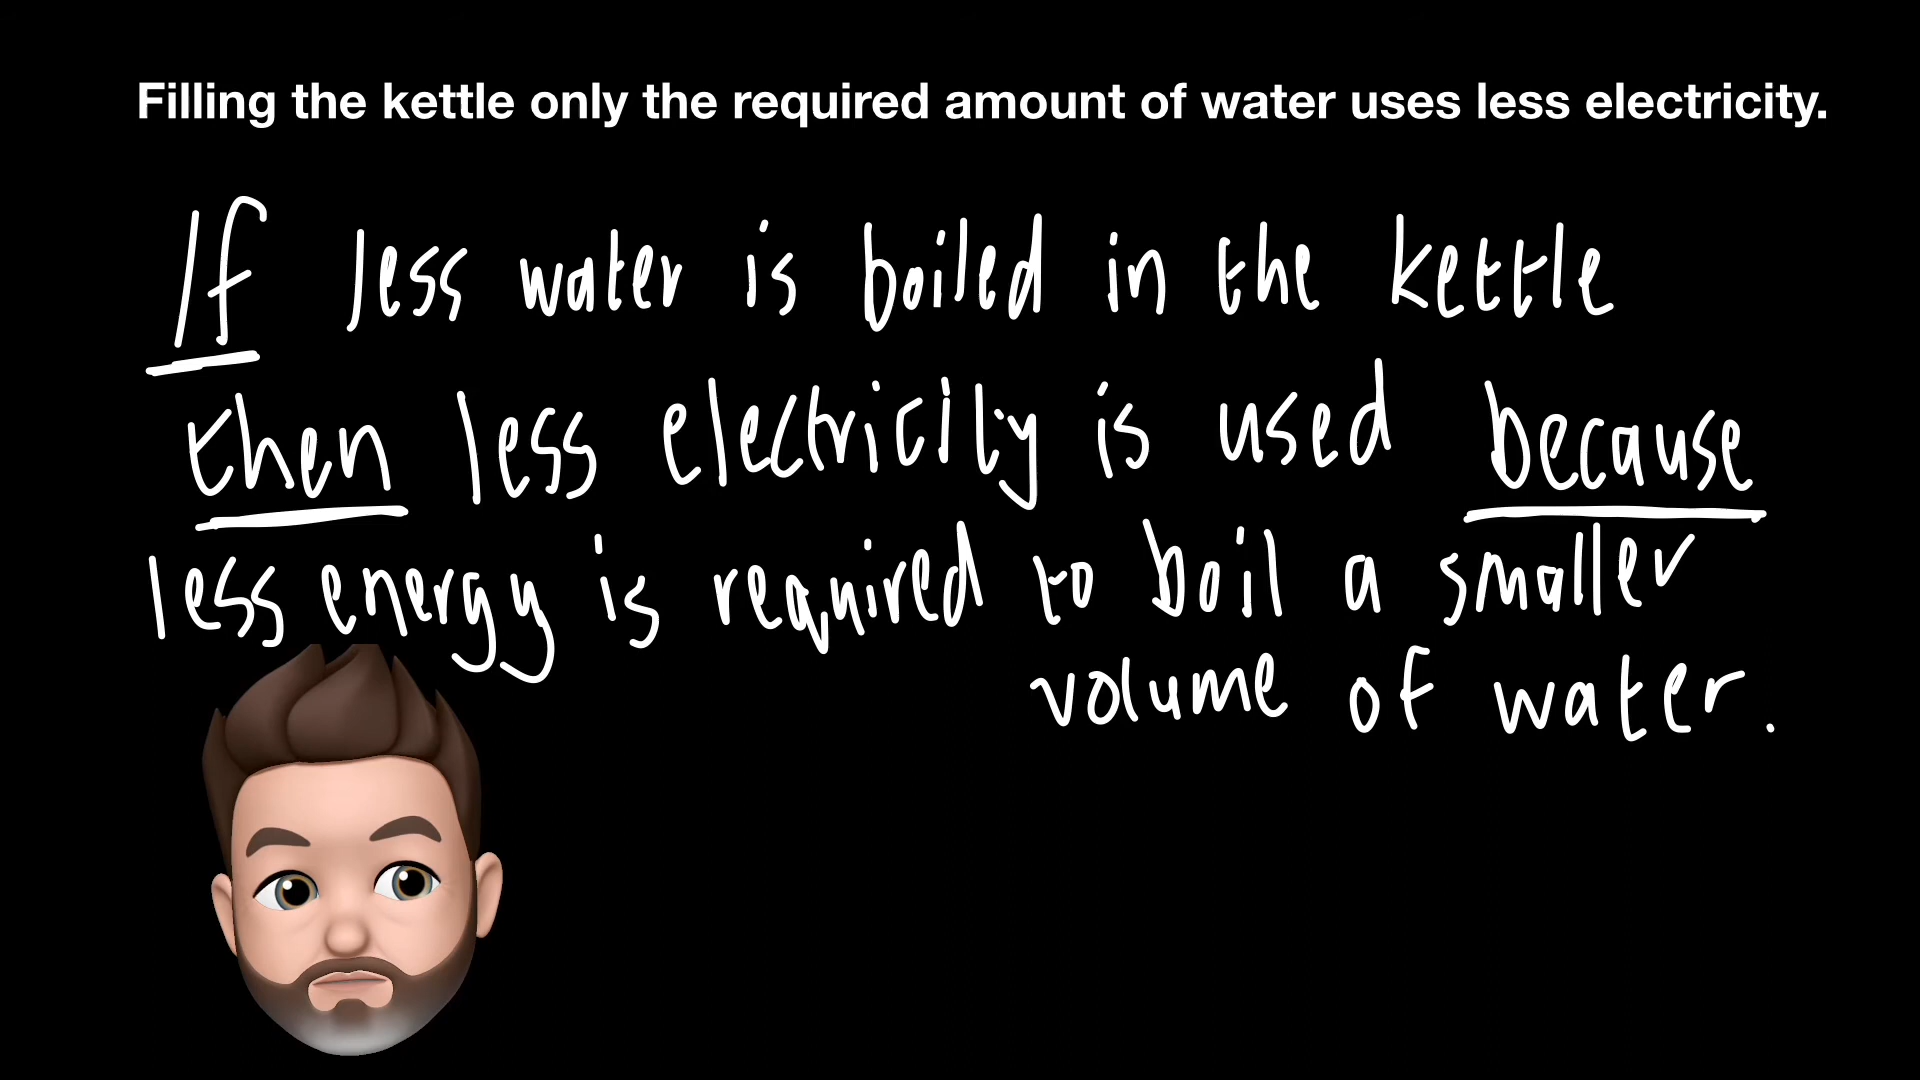 Filling the kettle only the required amount of water uses less electricity.
If less water is boiled in the kettle
then less electricity is used because
less energy is required to boil a smaller
volume of water.